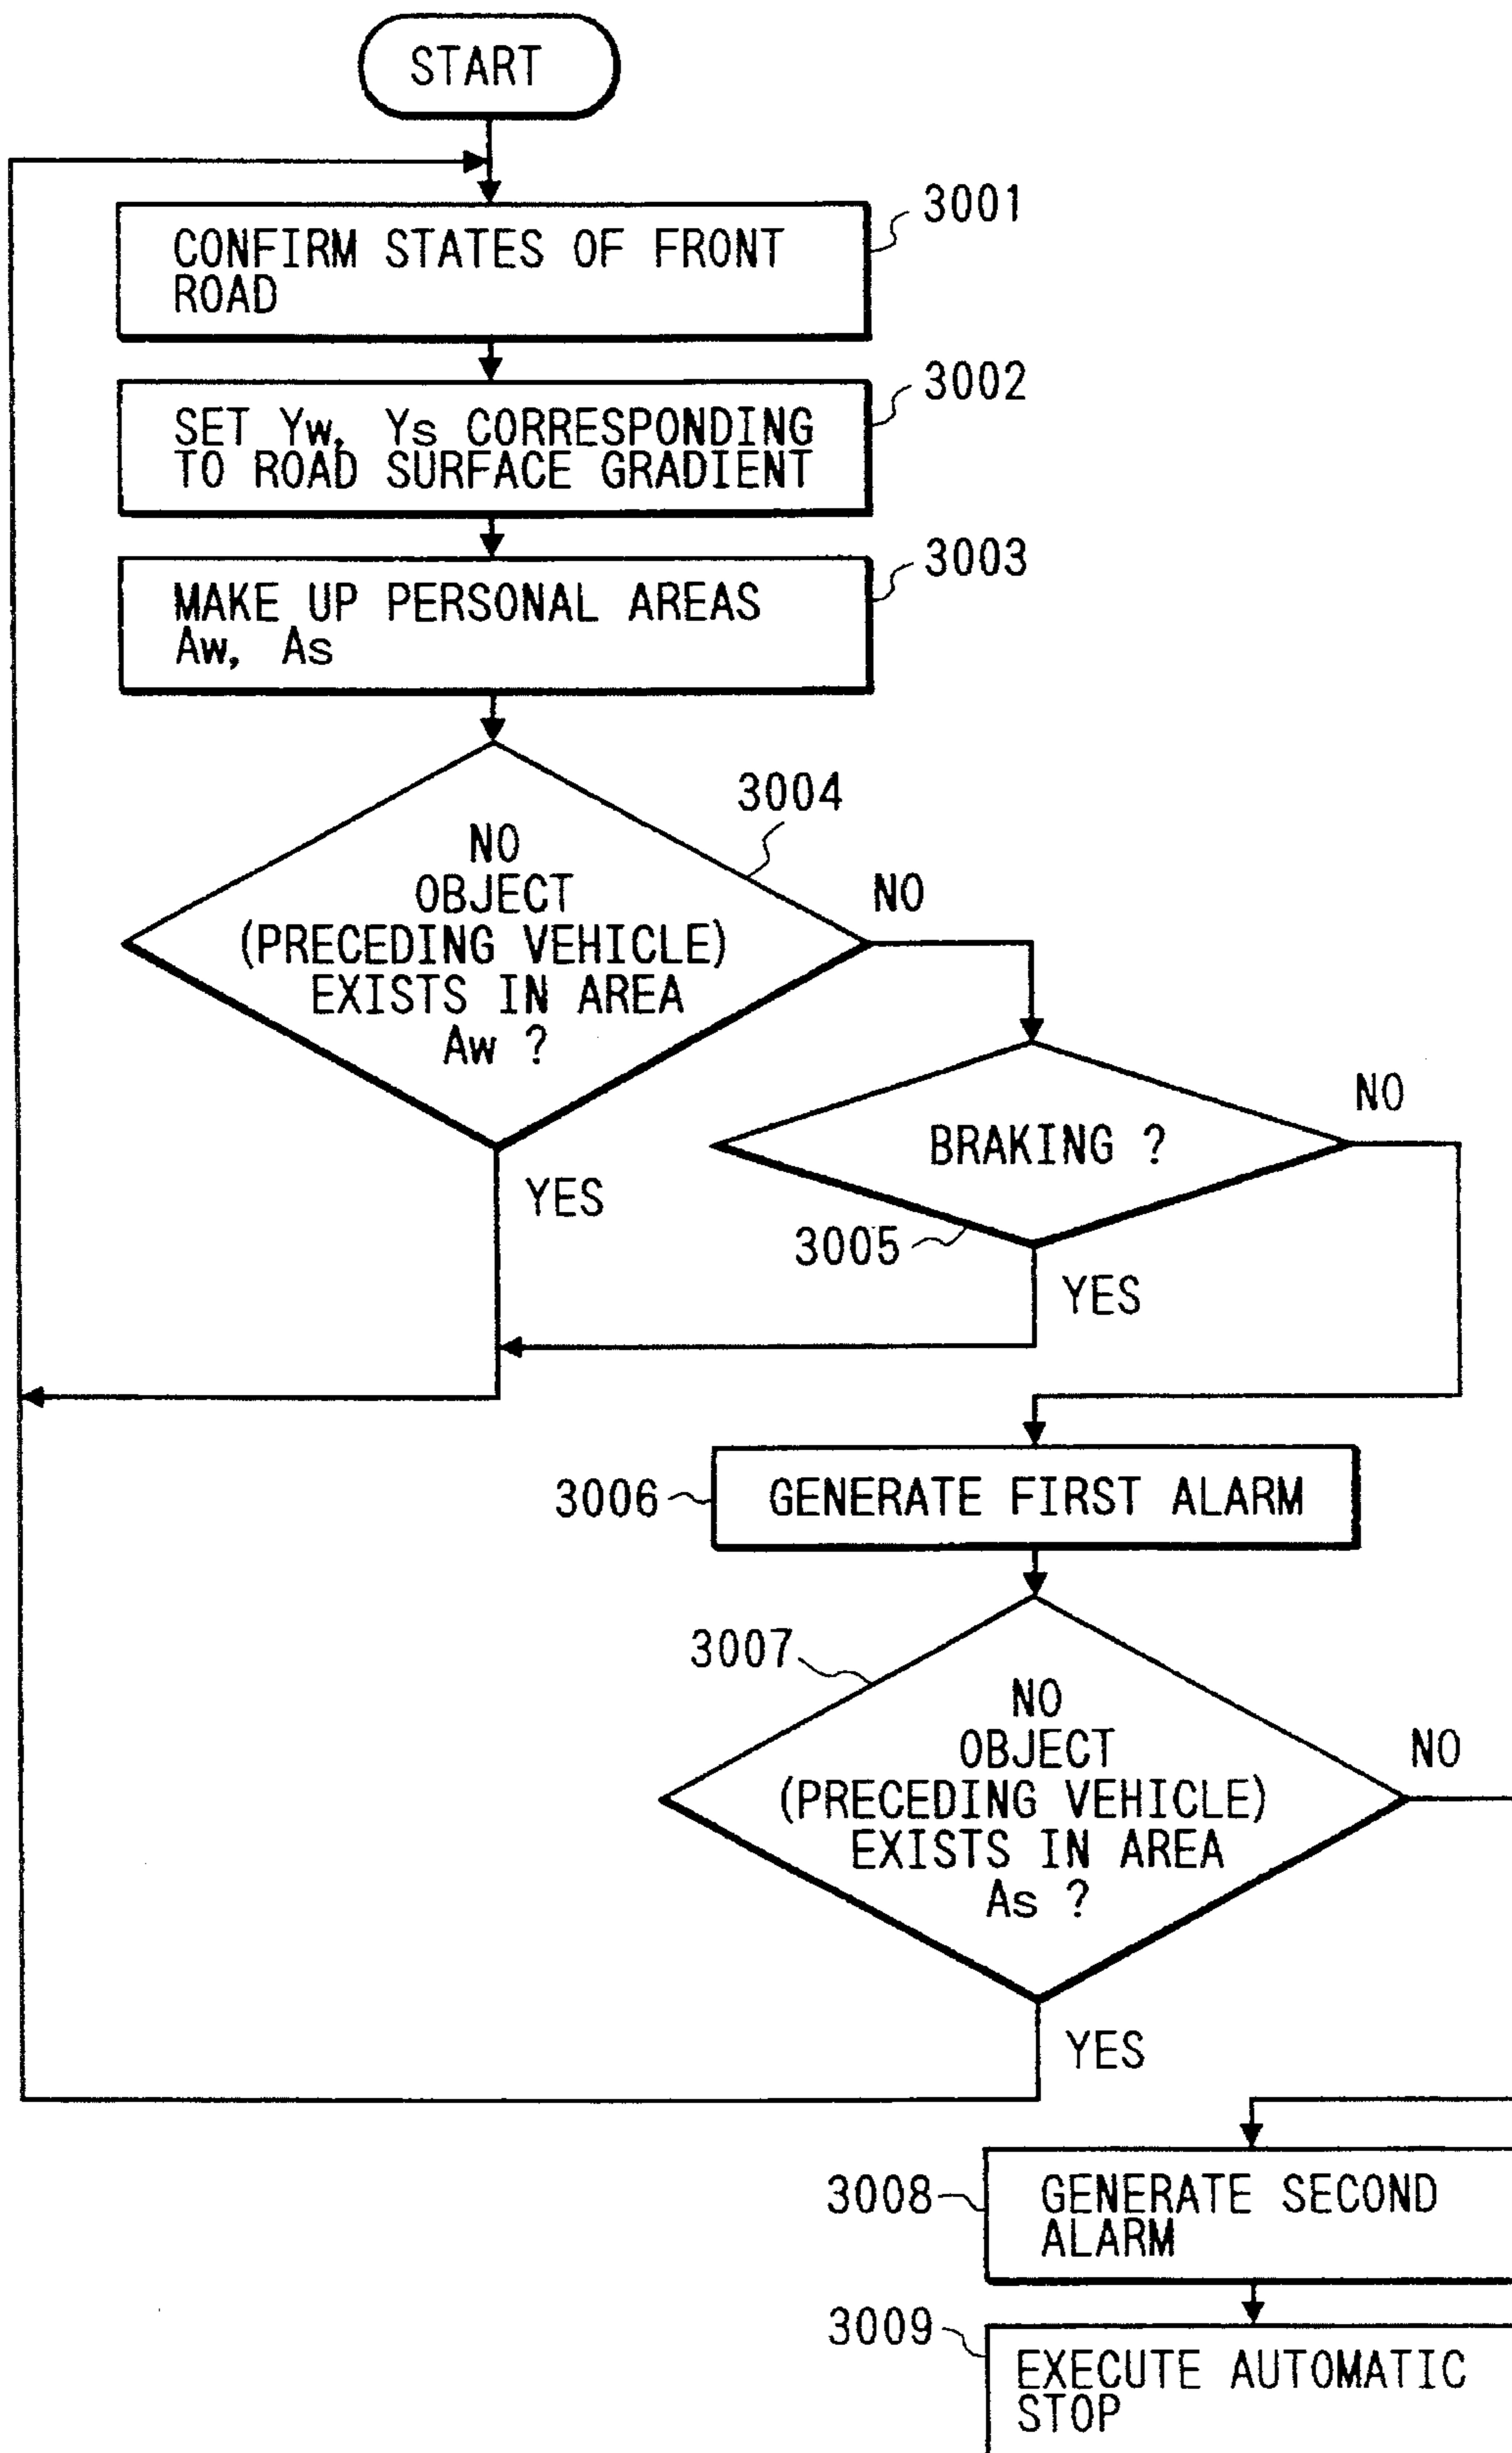 START
3001
CONFIRM STATES OF FRONT
ROAD
3002
SET Yw, Ys CORRESPONDING
TO ROAD SURFACE GRADIENT
3003
MAKE UP PERSONAL AREAS
Aw, As
3004
NO
OBJECT
(PRECEDING VEHICLE)
EXISTS IN AREA
Aw ?
NO
YES
BRAKING ?
NO
3005
YES
3006
GENERATE FIRST ALARM
3007
NO
OBJECT
(PRECEDING VEHICLE)
EXISTS IN AREA
As ?
NO
YES
3008
GENERATE SECOND
ALARM
3009
EXECUTE AUTOMATIC
STOP